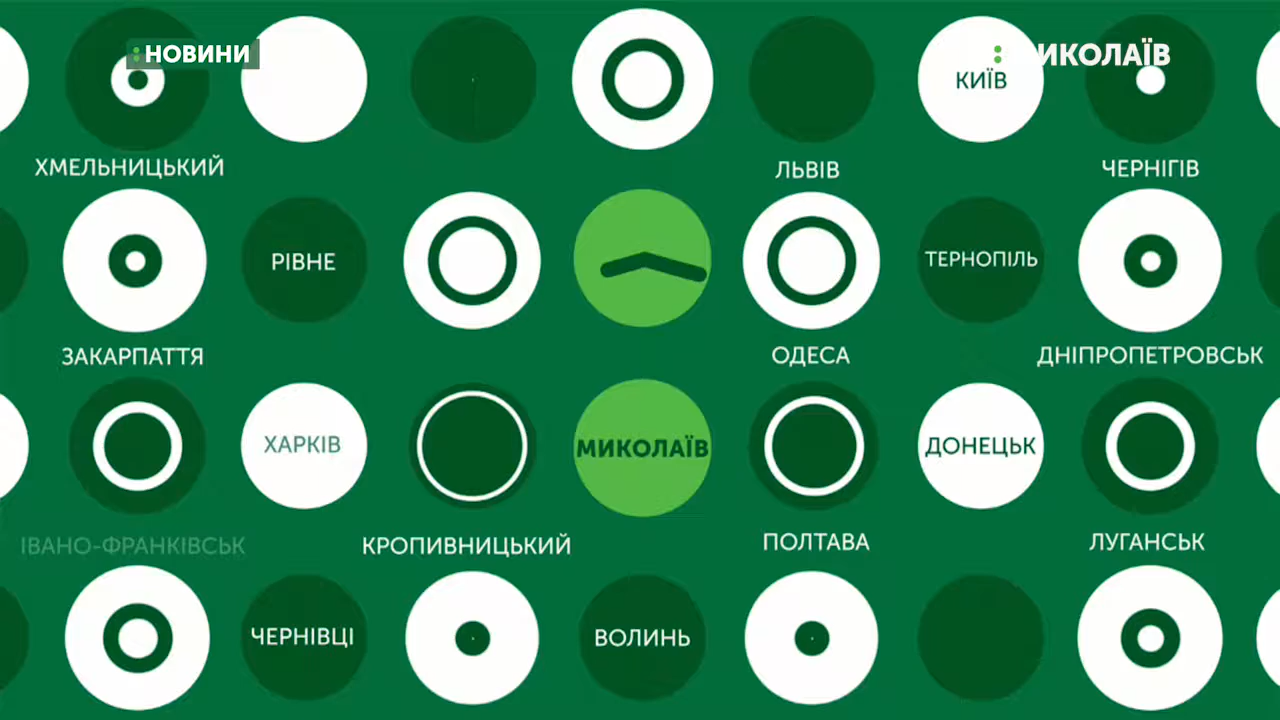 :НОВИНИ
:МИКОЛАЇВ
КИЇВ
ХМЕЛЬНИЦЬКИЙ
ЛЬВІВ
ЧЕРНІГІВ
РІВНЕ
ТЕРНОПІЛЬ
ЗАКАРПАТТЯ
ОДЕСА
ДНІПРОПЕТРОВСЬК
ХАРКІВ
МИКОЛАЇВ
ДОНЕЦЬК
ІВАНО-ФРАНКІВСЬК
КРОПИВНИЦЬКИЙ
ПОЛТАВА
ЛУГАНСЬК
ЧЕРНІВЦІ
ВОЛИНЬ